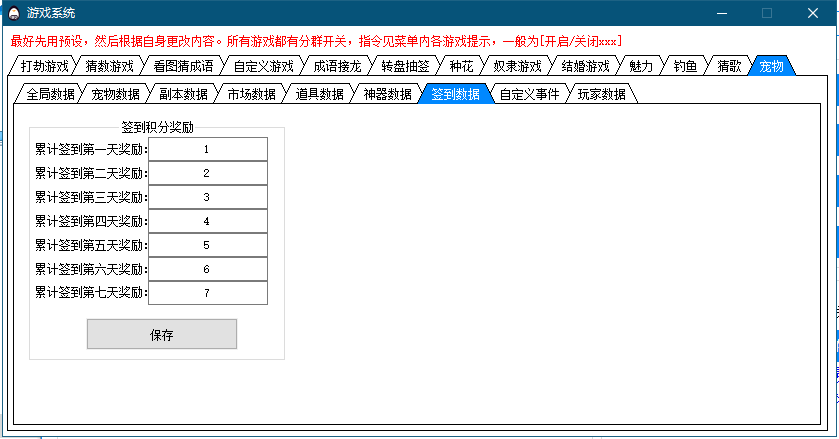 游戏系统
最好先用预设，然后根据自身更改内容。所有游戏都有分群开关，指令见菜单内各游戏提示，一般为[开启/关闭xxx]
打劫游戏 猜数游戏 看图猜成语 自定义游戏 成语接龙 转盘抽签 种花 奴隶游戏 结婚游戏 魅力 钓鱼 猜歌 宠物
全局数据 宠物数据 副本数据 市场数据 道具数据 神器数据 签到数据 自定义事件 玩家数据
签到积分奖励
累计签到第一天奖励： 1
累计签到第二天奖励： 2
累计签到第三天奖励： 3
累计签到第四天奖励： 4
累计签到第五天奖励： 5
累计签到第六天奖励： 6
累计签到第七天奖励： 7
保存